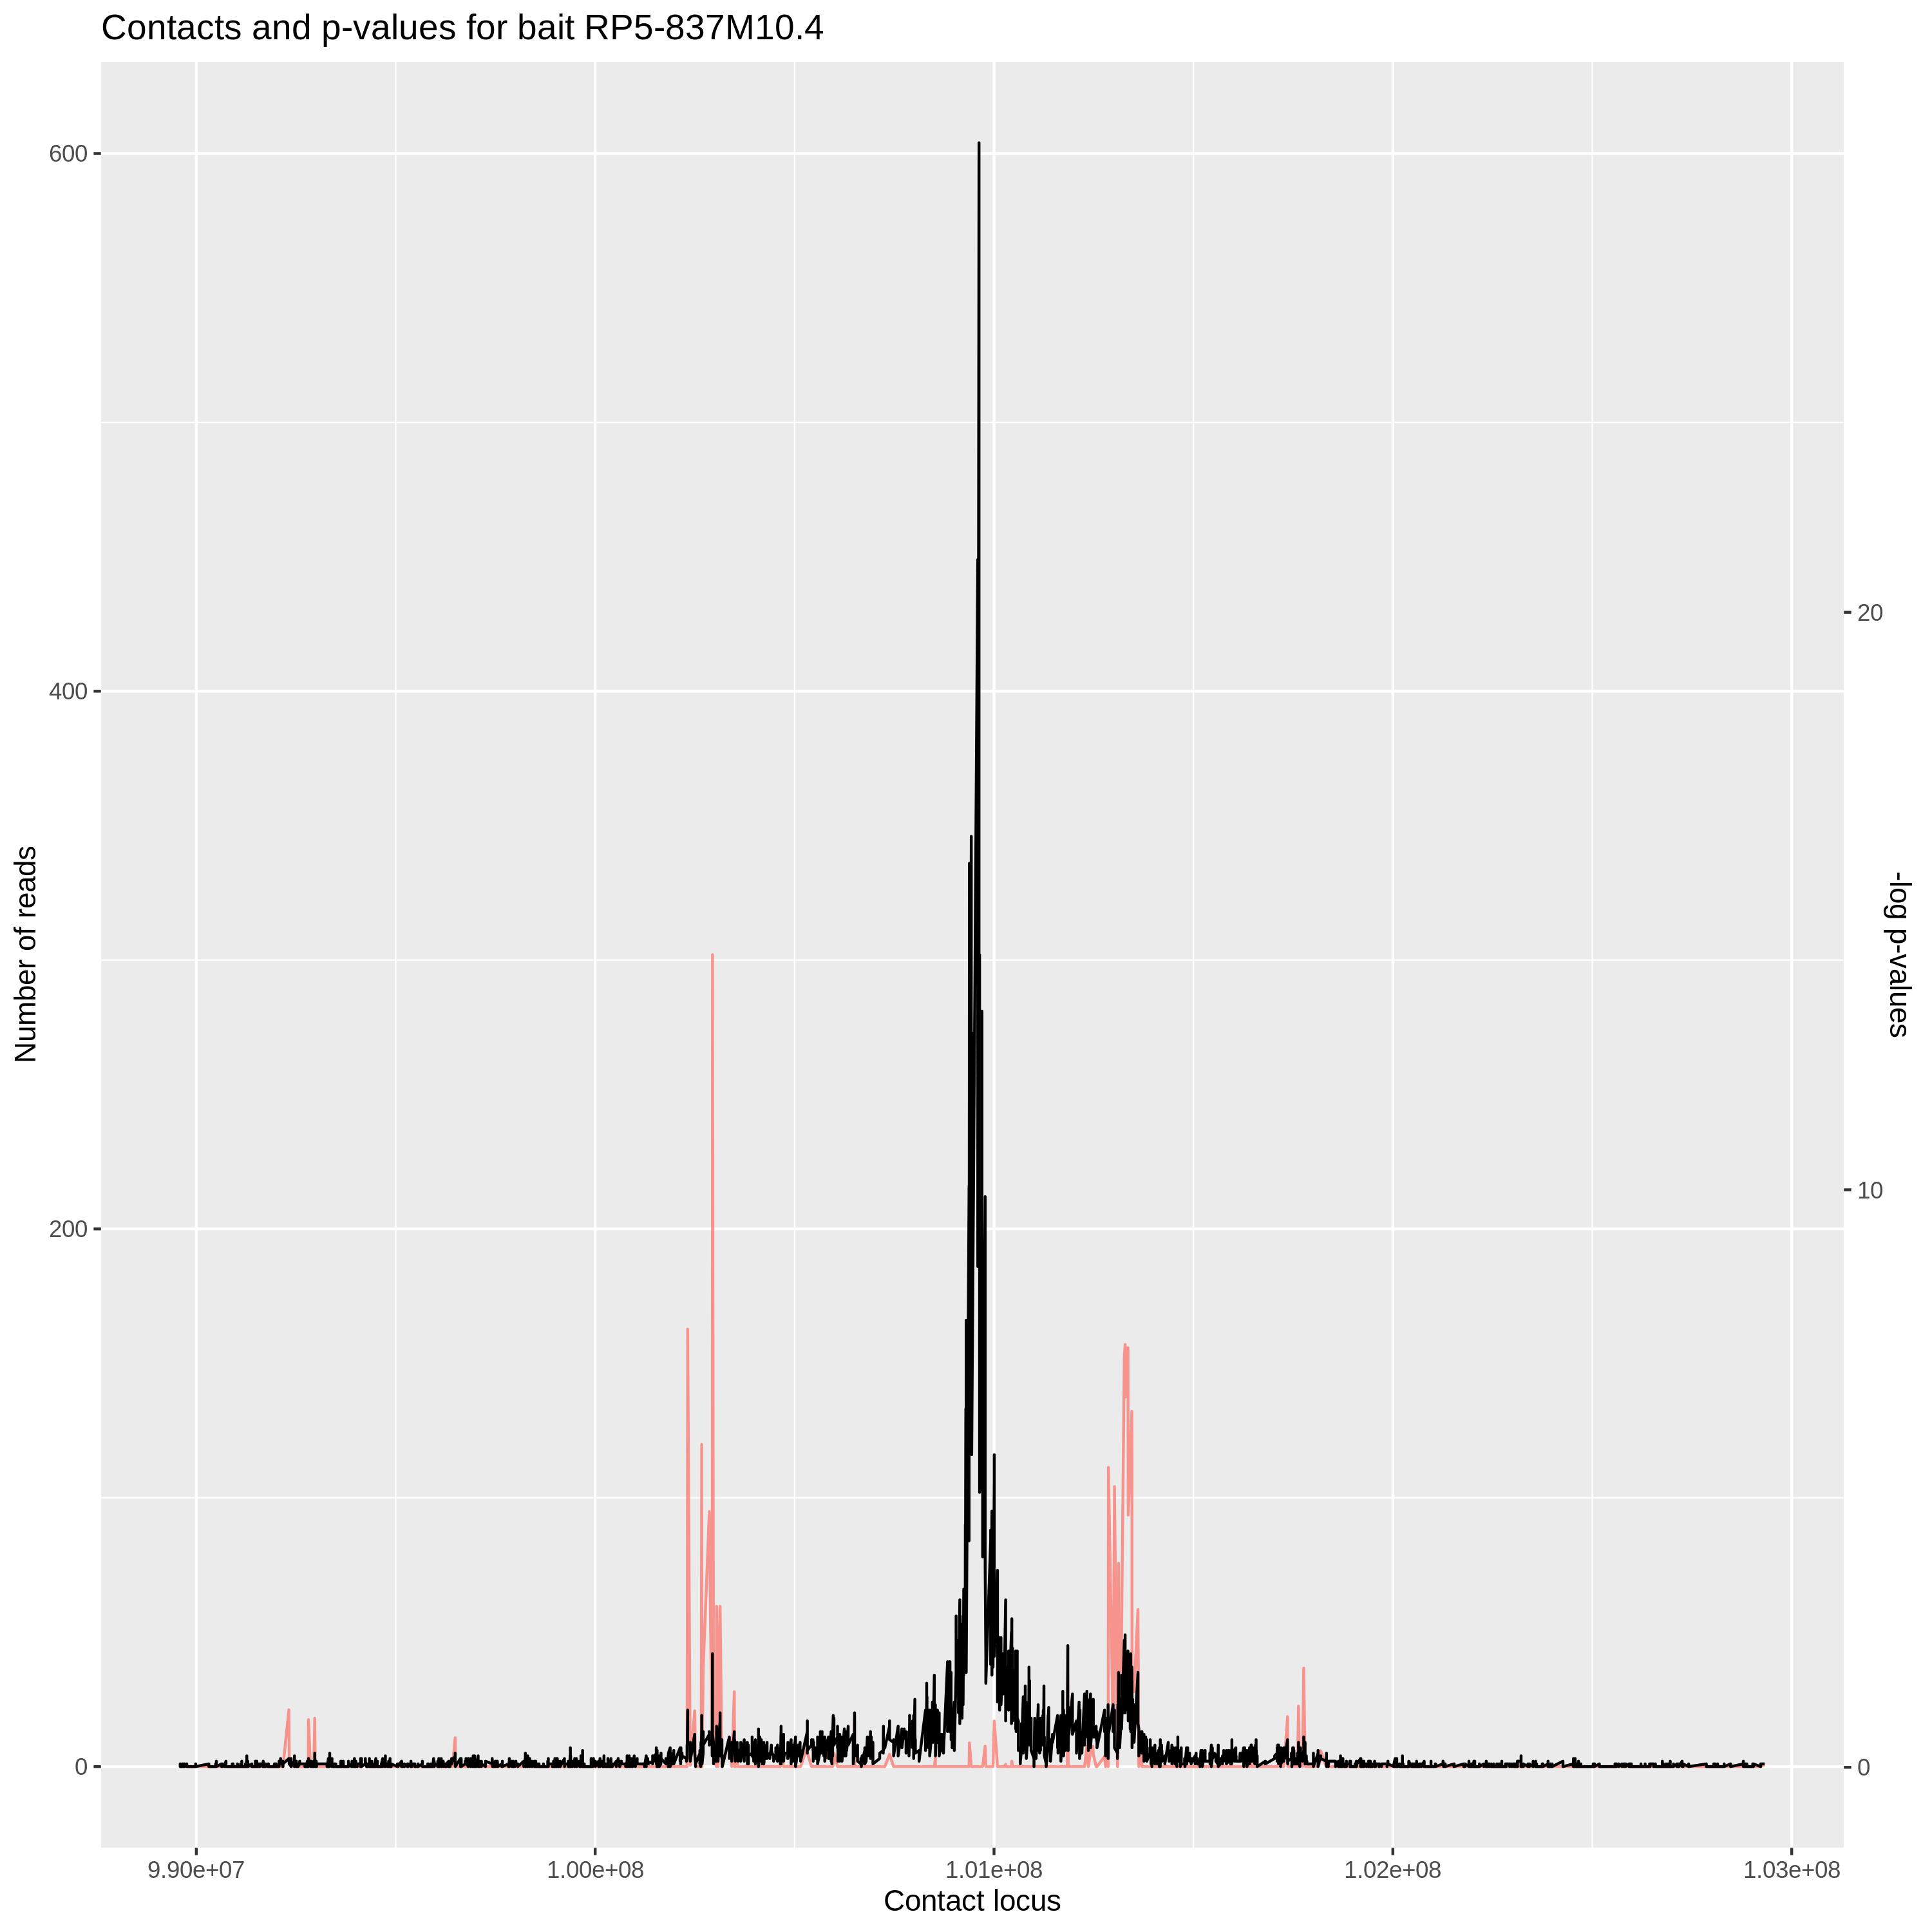 Contacts and p-values for bait RP5-837M10.4
600
400
200
0
Number of reads
20
10
0
-log p-values
9.90e+07
1.00e+08
1.01e+08
1.02e+08
1.03e+08
Contact locus